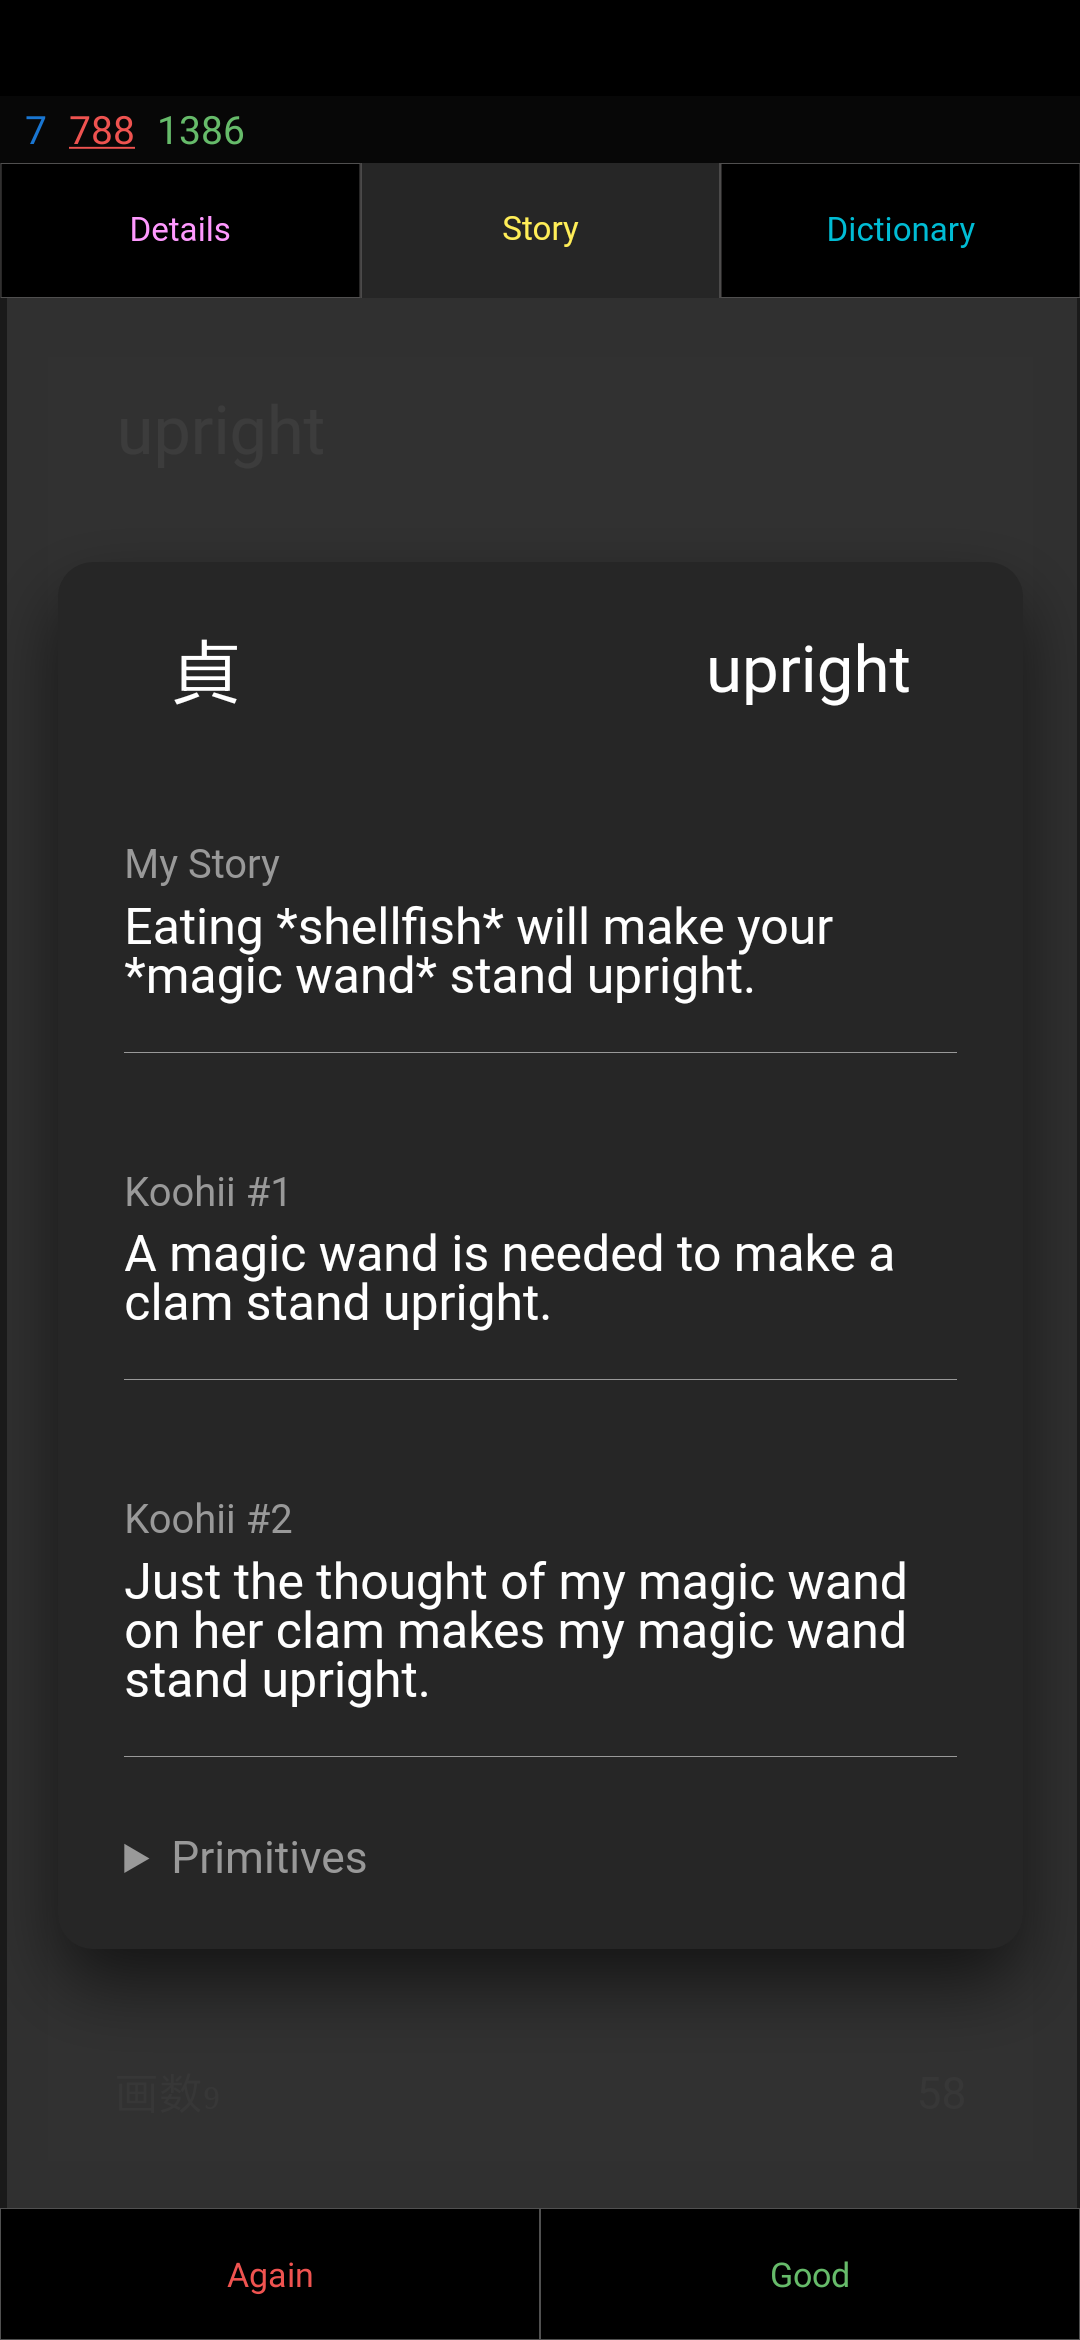 7 788 1386
Details Story Dictionary
upright
貞 upright
My Story
Eating *shellfish* will make your
*magic wand* stand upright.
Koohii #1
A magic wand is needed to make a
clam stand upright.
Koohii #2
Just the thought of my magic wand
on her clam makes my magic wand
stand upright.
Primitives
画数9 58
Again Good